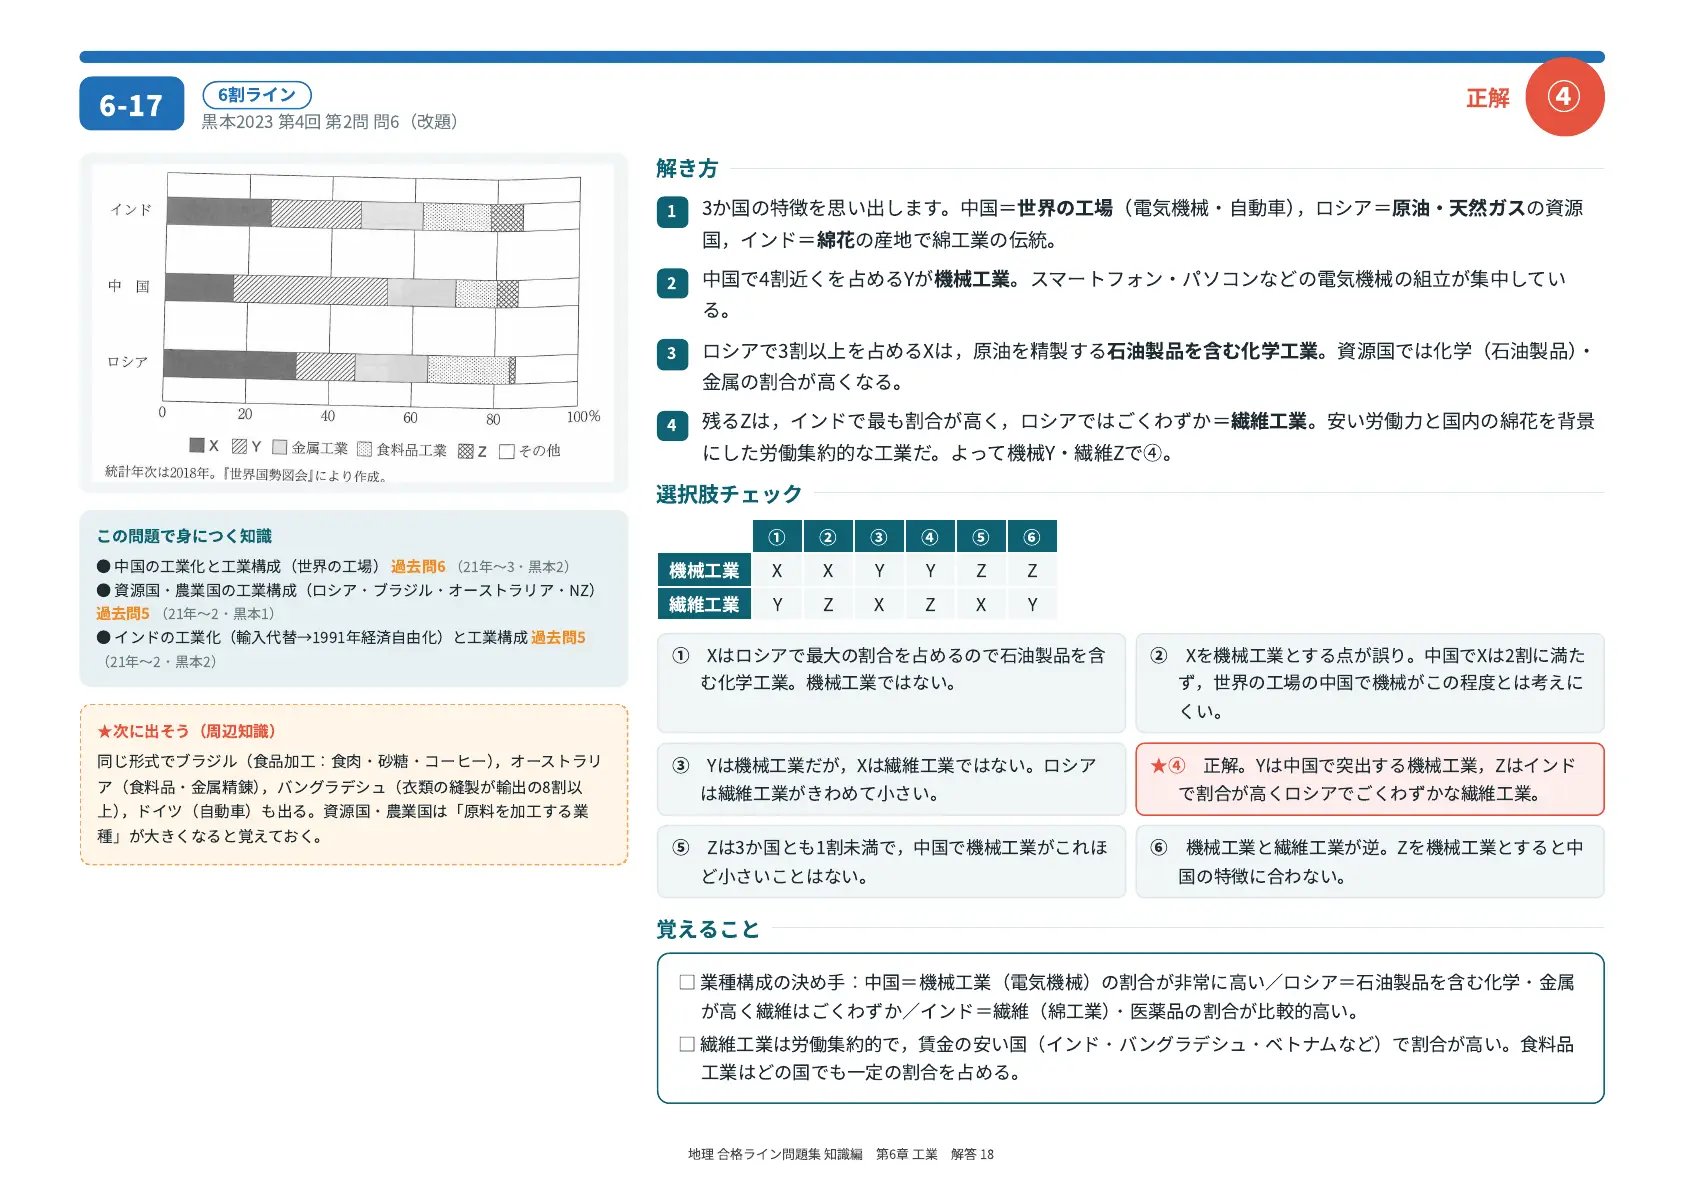 6-17
6割ライン
黒本2023 第4回 第2問 問6（改題）
正解 ④
インド
中 国
ロシア
0 20 40 60 80 100%
X Y 金属工業 食料品工業 Z その他
統計年次は2018年。『世界国勢図会』により作成。
この問題で身につく知識
●中国の工業化と工業構成（世界の工場） 過去問6 （21年～3・黒本2）
●資源国・農業国の工業構成（ロシア・ブラジル・オーストラリア・NZ）
過去問5 （21年～2・黒本1）
●インドの工業化（輸入代替→1991年経済自由化）と工業構成 過去問5
（21年～2・黒本2）
★次に出そう（周辺知識）
同じ形式でブラジル（食品加工：食肉・砂糖・コーヒー），オーストラリ
ア（食料品・金属精錬），バングラデシュ（衣類の縫製が輸出の8割以
上），ドイツ（自動車）も出る。資源国・農業国は「原料を加工する業
種」が大きくなると覚えておく。
解き方
1 3か国の特徴を思い出します。中国＝世界の工場（電気機械・自動車），ロシア＝原油・天然ガスの資源
国，インド＝綿花の産地で綿工業の伝統。
2 中国で4割近くを占めるYが機械工業。スマートフォン・パソコンなどの電気機械の組立が集中してい
る。
3 ロシアで3割以上を占めるXは，原油を精製する石油製品を含む化学工業。資源国では化学（石油製品）・
金属の割合が高くなる。
4 残るZは，インドで最も割合が高く，ロシアではごくわずか＝繊維工業。安い労働力と国内の綿花を背景
にした労働集約的な工業だ。よって機械Y・繊維Zで④。
選択肢チェック
① ② ③ ④ ⑤ ⑥
機械工業 X X Y Y Z Z
繊維工業 Y Z X Z X Y
① Xはロシアで最大の割合を占めるので石油製品を含
む化学工業。機械工業ではない。
② Xを機械工業とする点が誤り。中国でXは2割に満た
ず，世界の工場の中国で機械がこの程度とは考えに
くい。
③ Yは機械工業だが，Xは繊維工業ではない。ロシア
は繊維工業がきわめて小さい。
★④ 正解。Yは中国で突出する機械工業，Zはインド
で割合が高くロシアでごくわずかな繊維工業。
⑤ Zは3か国とも1割未満で，中国で機械工業がこれほ
ど小さいことはない。
⑥ 機械工業と繊維工業が逆。Zを機械工業とすると中
国の特徴に合わない。
覚えること
□ 業種構成の決め手：中国＝機械工業（電気機械）の割合が非常に高い／ロシア＝石油製品を含む化学・金属
が高く繊維はごくわずか／インド＝繊維（綿工業）・医薬品の割合が比較的高い。
□ 繊維工業は労働集約的で，賃金の安い国（インド・バングラデシュ・ベトナムなど）で割合が高い。食料品
工業はどの国でも一定の割合を占める。
地理 合格ライン問題集 知識編 第6章 工業 解答 18